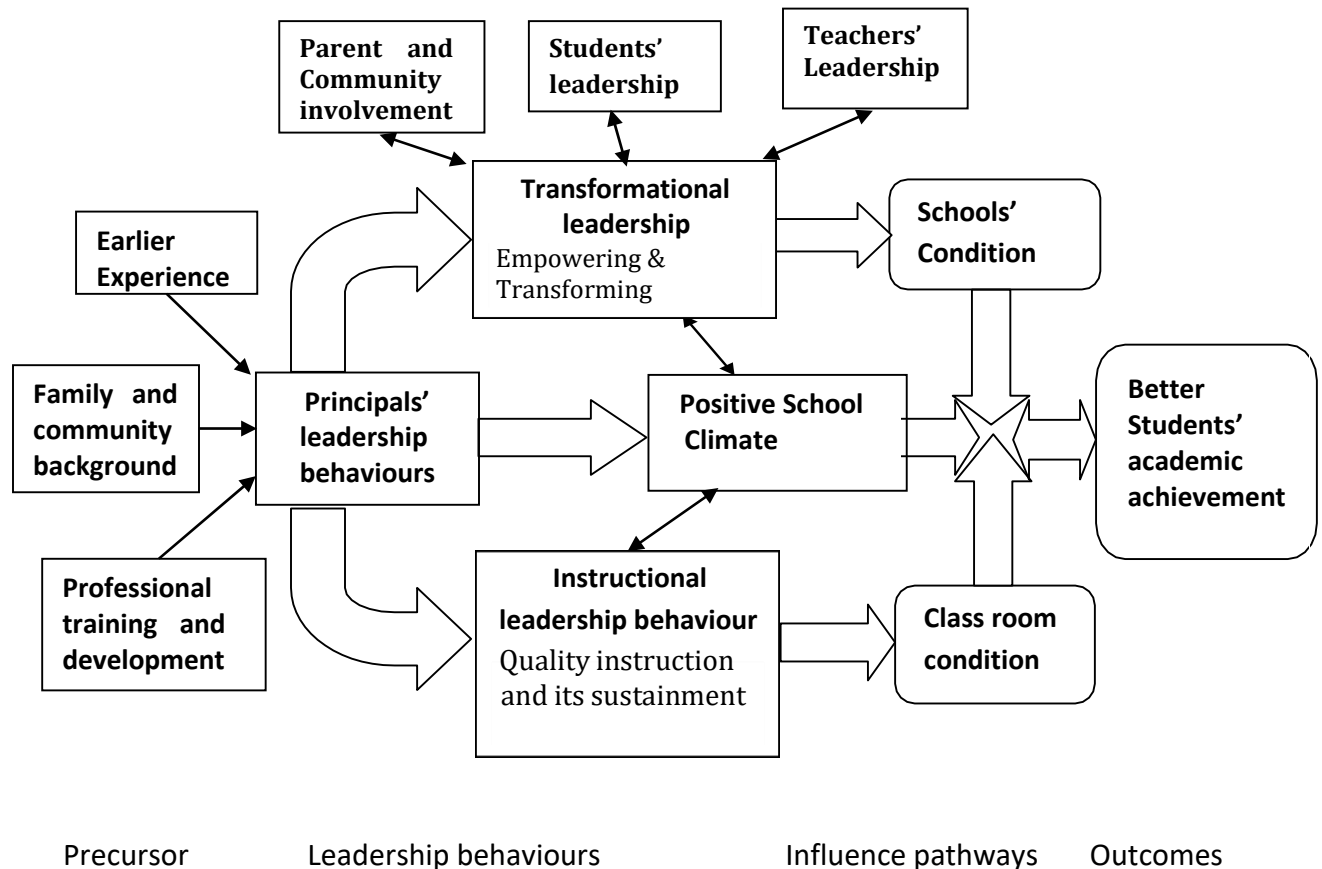 Parent and
Community
involvement
Students’
leadership
Teachers’
Leadership
Transformational
leadership
Empowering &
Transforming
Schools’
Condition
Earlier
Experience
Family and
community
background
Principals’
leadership
behaviours
Positive School
Climate
Better
Students’
academic
achievement
Professional
training and
development
Instructional
leadership behaviour
Quality instruction
and its sustainment
Class room
condition
Precursor Leadership behaviours Influence pathways Outcomes